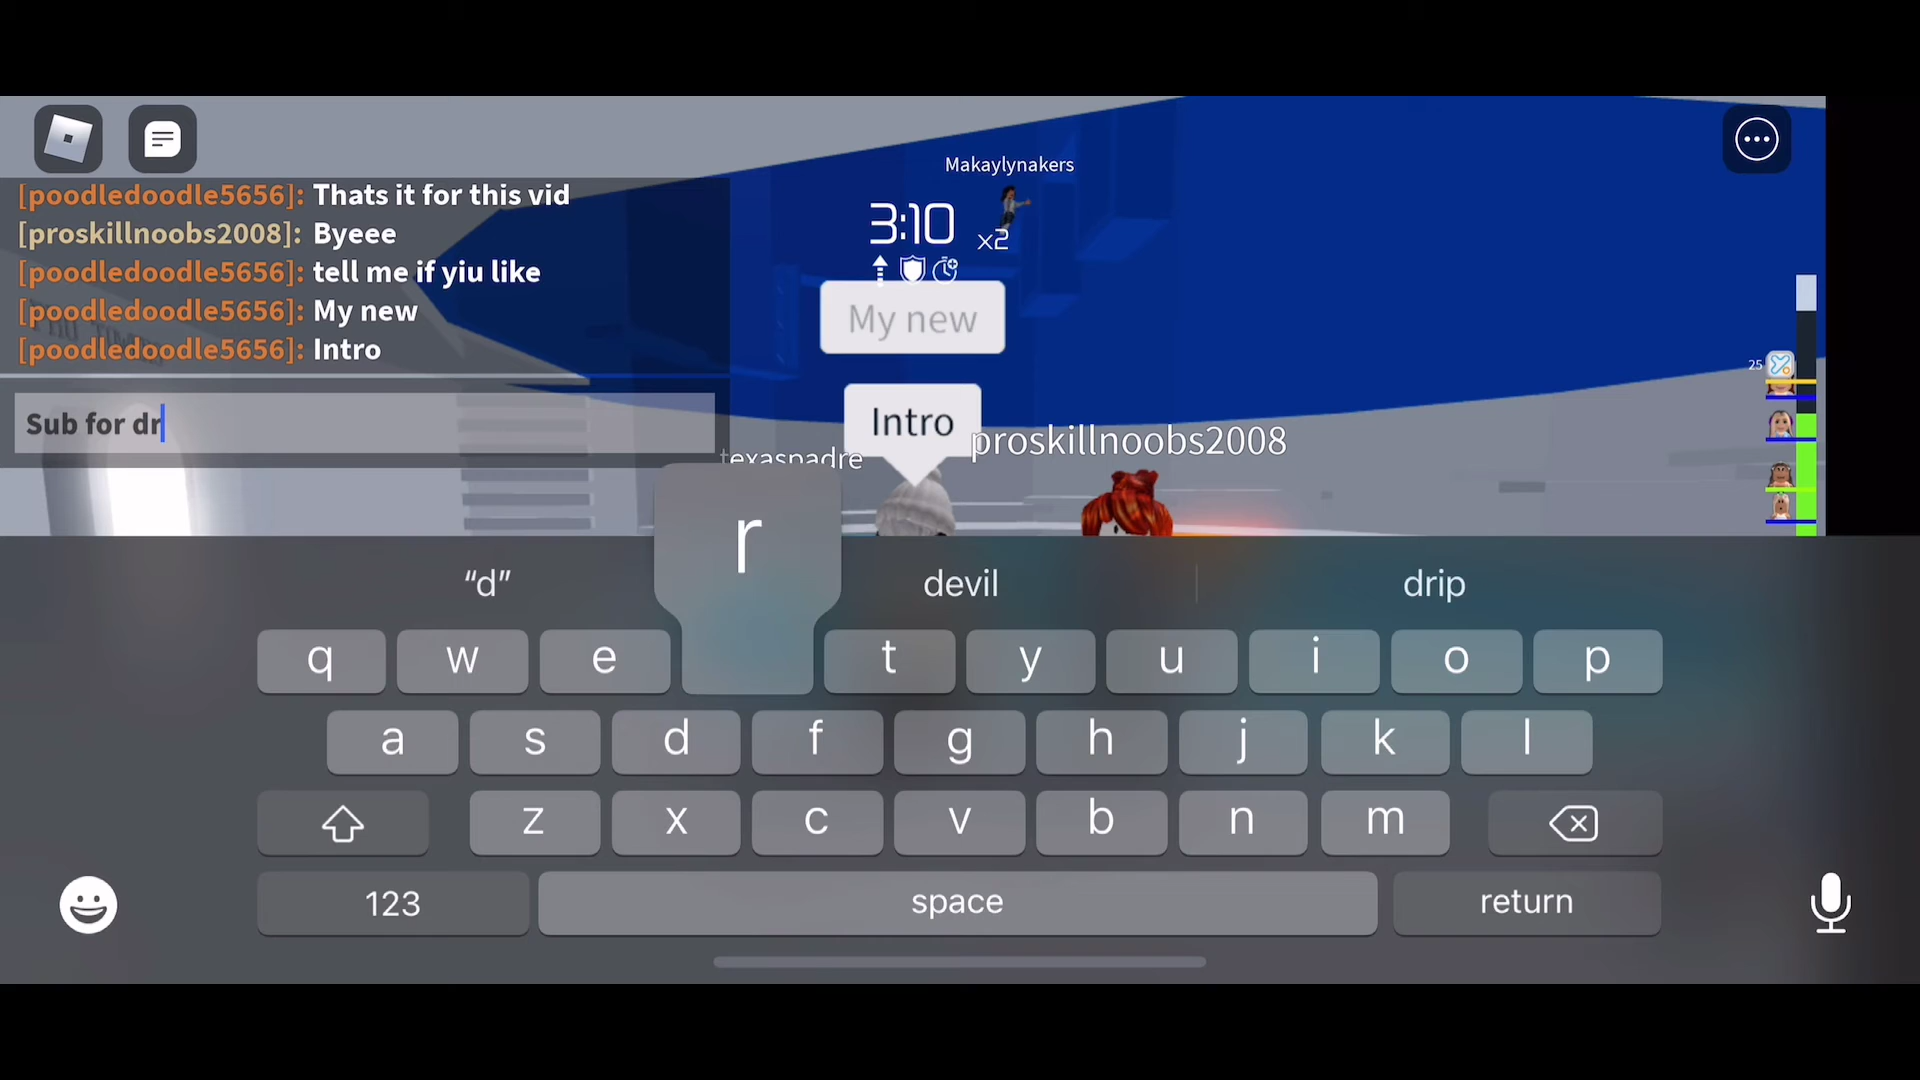 Makaylynakers
[poodledoodle5656]: Thats it for this vid
[proskillnoobs2008]: Byeee
[poodledoodle5656]: tell me if yiu like
[poodledoodle5656]: My new
[poodledoodle5656]: Intro
3:10
x2
My new
25
Sub for dr
Intro
proskillnoobs2008
texaspadre
r
“d” devil drip
q w e t y u i o p
a s d f g h j k l
z x c v b n m
123 space return